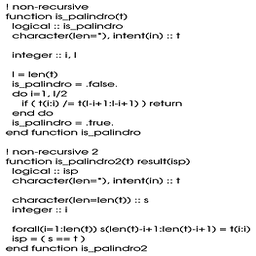 ! non-recursive
function is_palindro(t)
logical :: is_palindro
character(len=*), intent(in) :: t
integer :: i, l
l = len(t)
is_palindro = .false.
do i=1, l/2
if ( t(i:i) /= t(l-i+1:l-i+1) ) return
end do
is_palindro = .true.
end function is_palindro
! non-recursive 2
function is_palindro2(t) result(isp)
logical :: isp
character(len=*), intent(in) :: t
character(len=len(t)) :: s
integer :: i
forall(i=1:len(t)) s(len(t)-i+1:len(t)-i+1) = t(i:i)
isp = ( s == t )
end function is_palindro2